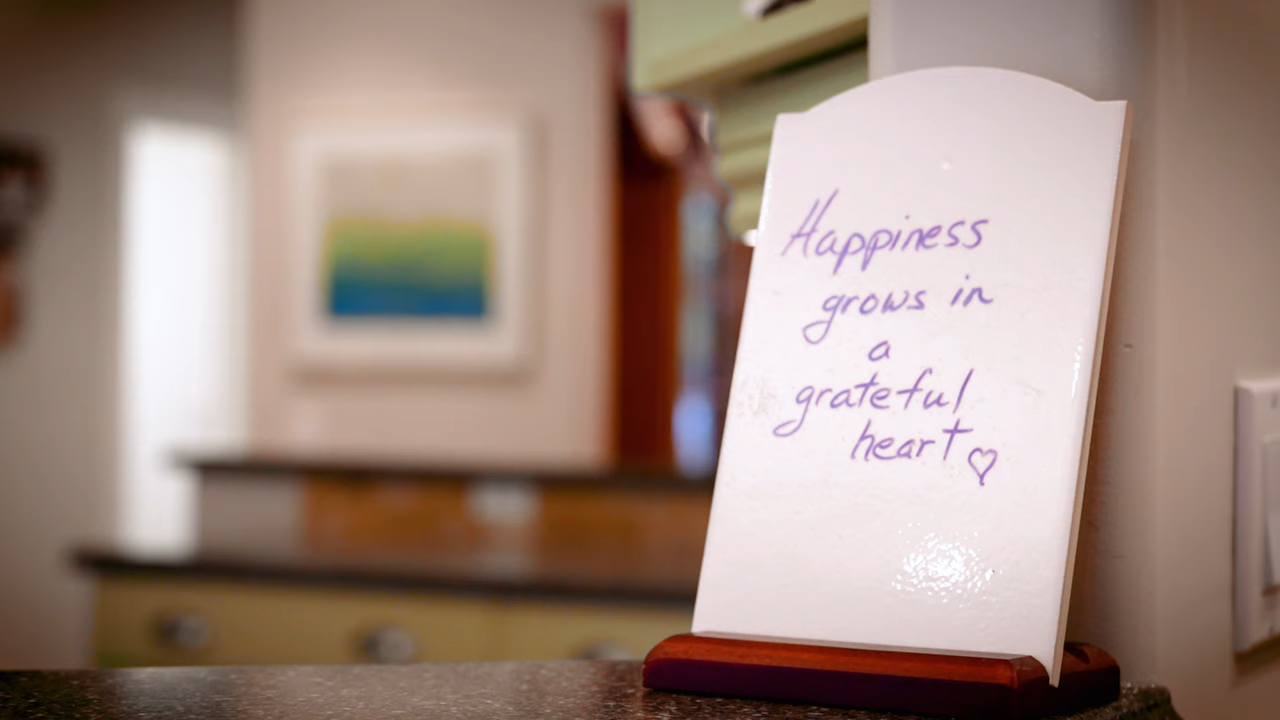 Happiness
grows in
a
grateful
heart♡